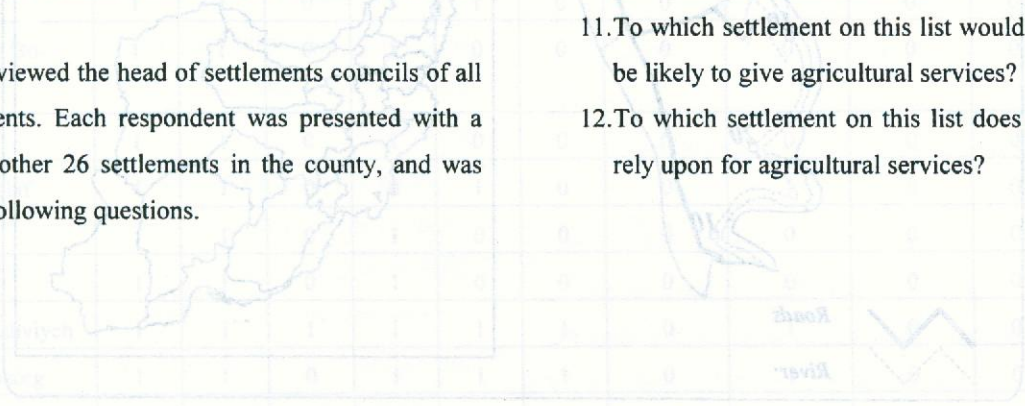 viewed the head of settlements councils of all
ents. Each respondent was presented with a
other 26 settlements in the county, and was
ollowing questions.
11.To which settlement on this list would
be likely to give agricultural services?
12.To which settlement on this list does
rely upon for agricultural services?
Roads
River